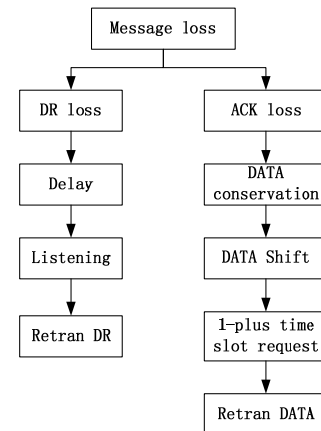 Message loss
DR loss
ACK loss
Delay
DATA
conservation
Listening
DATA Shift
Retran DR
1-plus time
slot request
Retran DATA